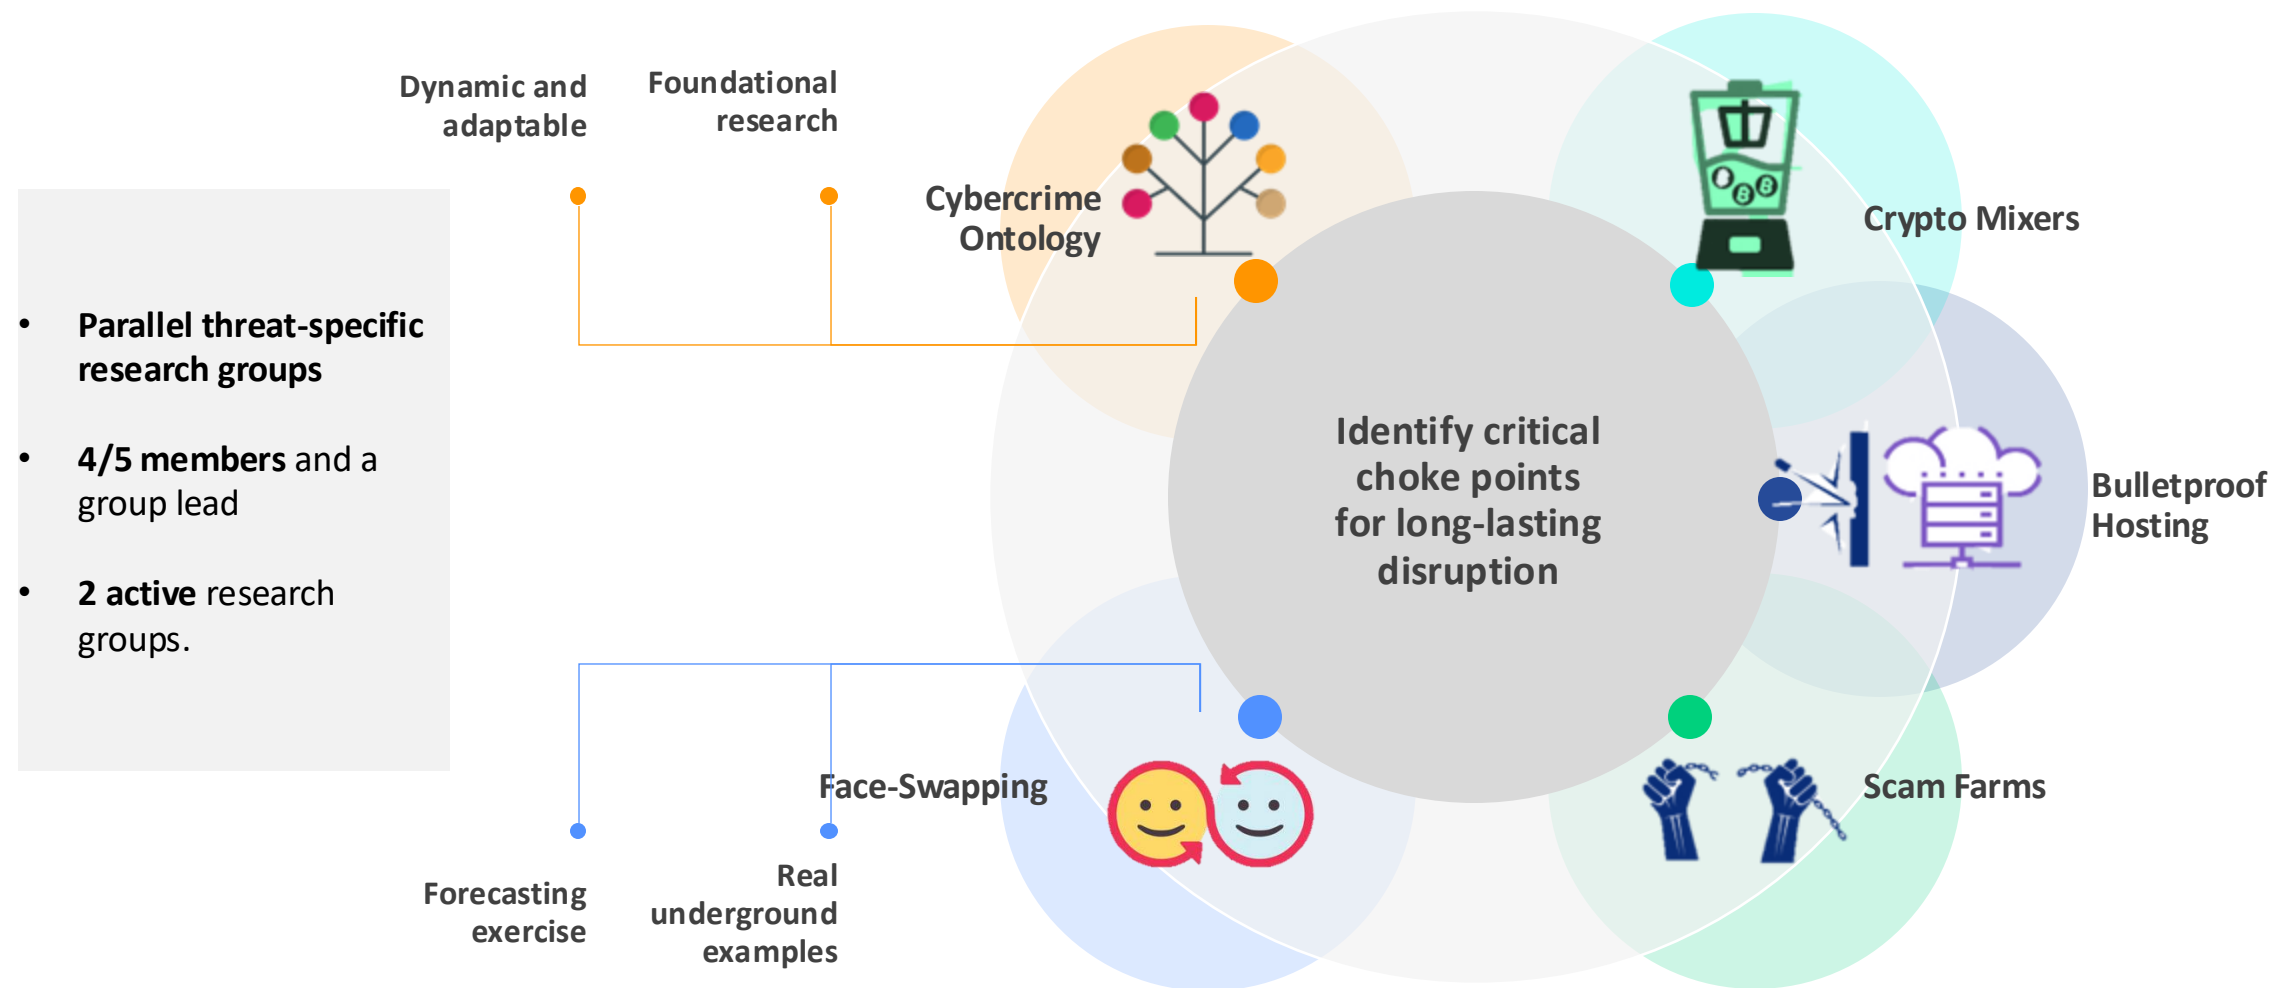 Dynamic and
adaptable
Foundational
research
Cybercrime
Ontology
Crypto Mixers
• Parallel threat-specific
research groups
• 4/5 members and a
group lead
• 2 active research
groups.
Identify critical
choke points
for long-lasting
disruption
Bulletproof
Hosting
Face-Swapping
Scam Farms
Forecasting
exercise
Real
underground
examples